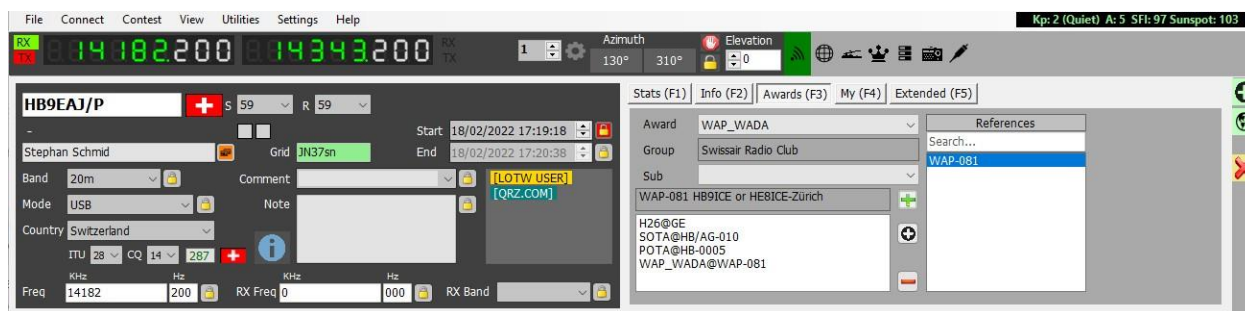 File Connect Contest View Utilities Settings Help
Kp: 2 (Quiet) A: 5 SFI: 97 Sunspot: 103
RX TX 14182.200 14343.200 RX TX 1
Azimuth 130° 310°
Elevation 0
HB9EAJ/P S 59 R 59
-
Start 18/02/2022 17:19:18
Stephan Schmid Grid JN37sn End 18/02/2022 17:20:38
Band 20m Comment [LOTW USER]
[QRZ.COM]
Mode USB Note
Country Switzerland
ITU 28 CQ 14 287
KHz Hz KHz Hz
Freq 14182 200 RX Freq 0 000 RX Band
Stats (F1) Info (F2) Awards (F3) My (F4) Extended (F5)
Award WAP_WADA
Group Swissair Radio Club
Sub
WAP-081 HB9ICE or HE8ICE-Zürich
H26@GE
SOTA@HB/AG-010
POTA@HB-0005
WAP_WADA@WAP-081
References
Search...
WAP-081